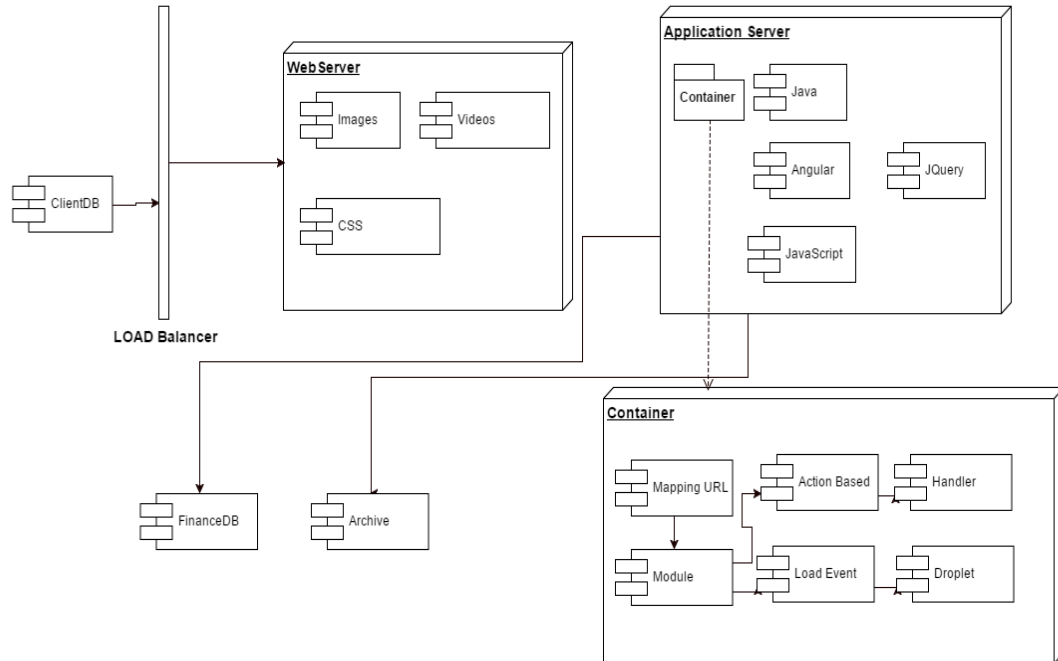 Application Server
WebServer
Container
Java
Images
Videos
Angular
JQuery
ClientDB
CSS
JavaScript
LOAD Balancer
Container
Mapping URL
Action Based
Handler
FinanceDB
Archive
Module
Load Event
Droplet